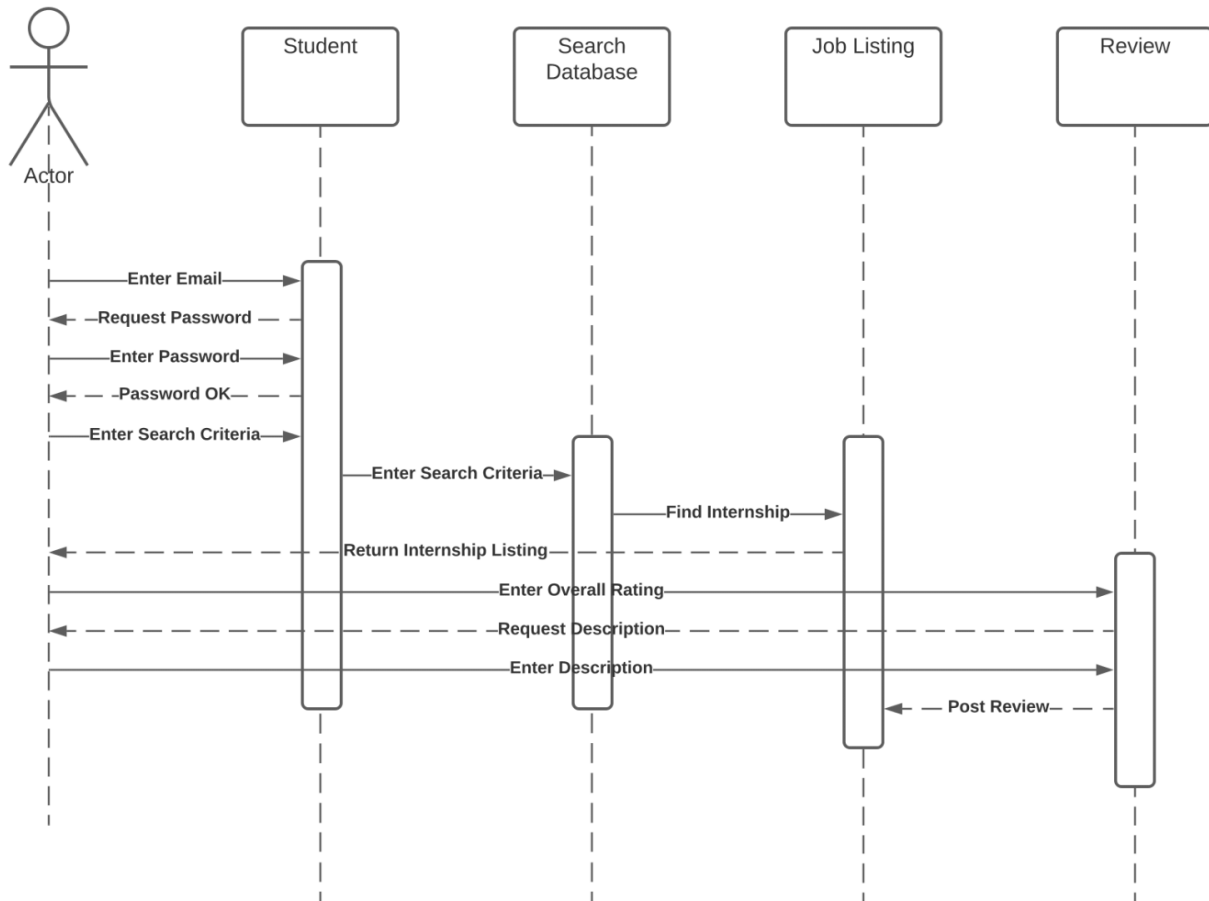 Student
Search
Database
Job Listing
Review
Actor
Enter Email
Request Password
Enter Password
Password OK
Enter Search Criteria
Enter Search Criteria
Find Internship
Return Internship Listing
Enter Overall Rating
Request Description
Enter Description
Post Review